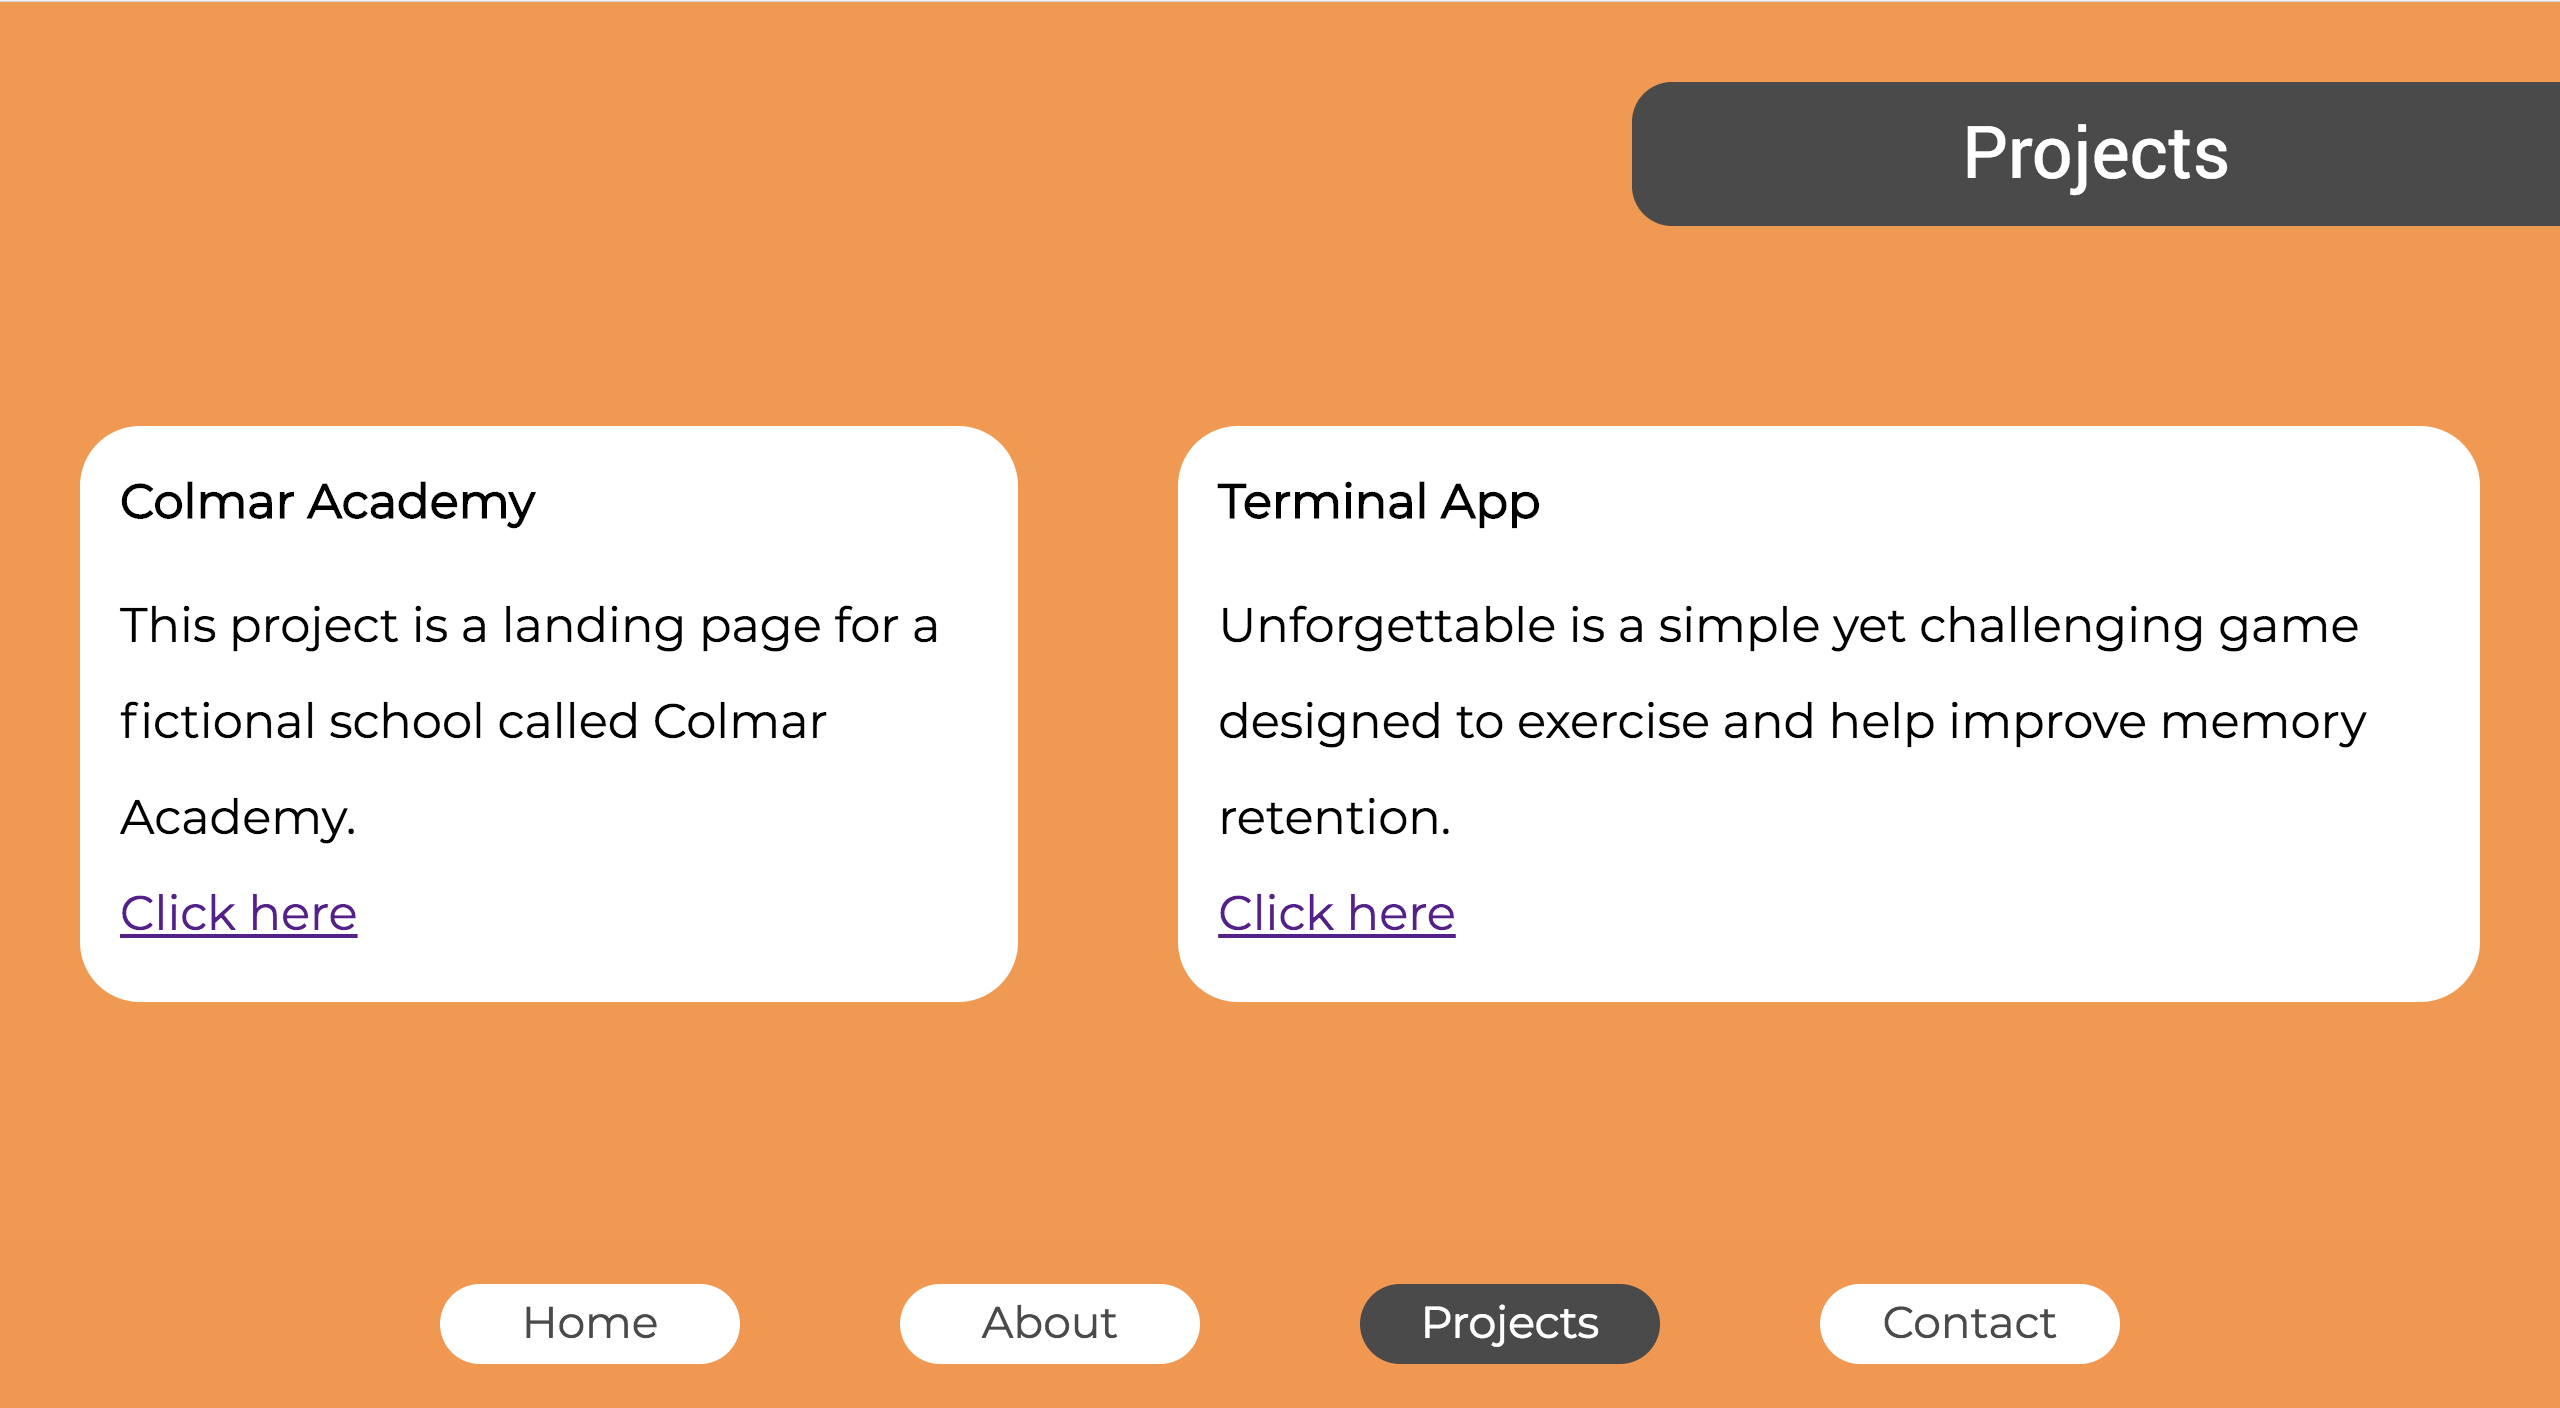 Projects
Colmar Academy
This project is a landing page for a
fictional school called Colmar
Academy.
Click here
Terminal App
Unforgettable is a simple yet challenging game
designed to exercise and help improve memory
retention.
Click here
Home
About
Projects
Contact